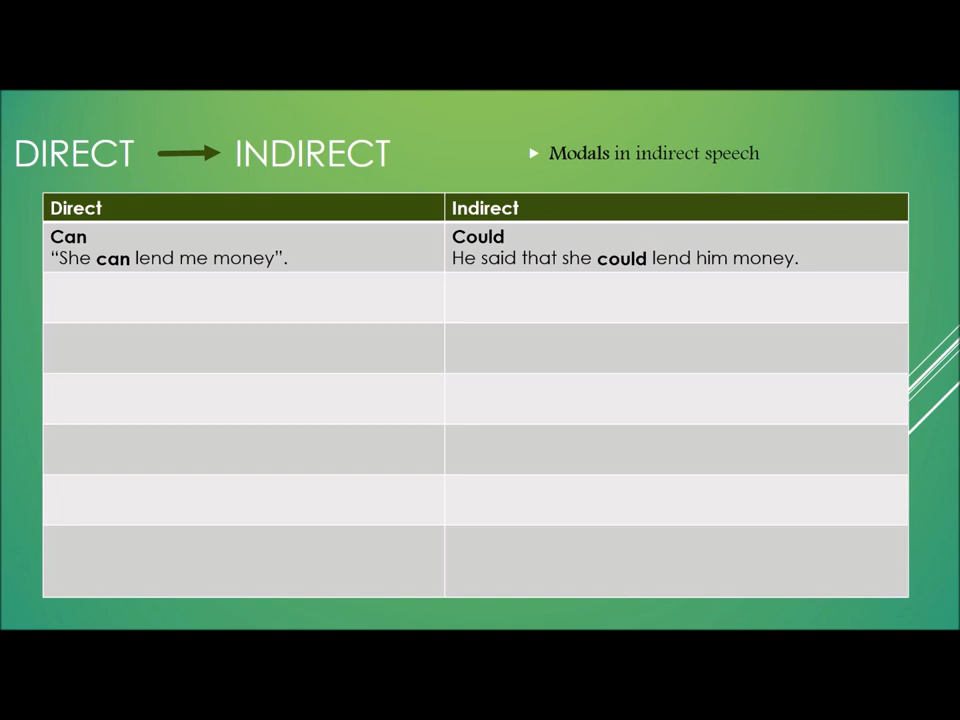 DIRECT INDIRECT
Modals in indirect speech
Direct
Indirect
Can
“She can lend me money”.
Could
He said that she could lend him money.